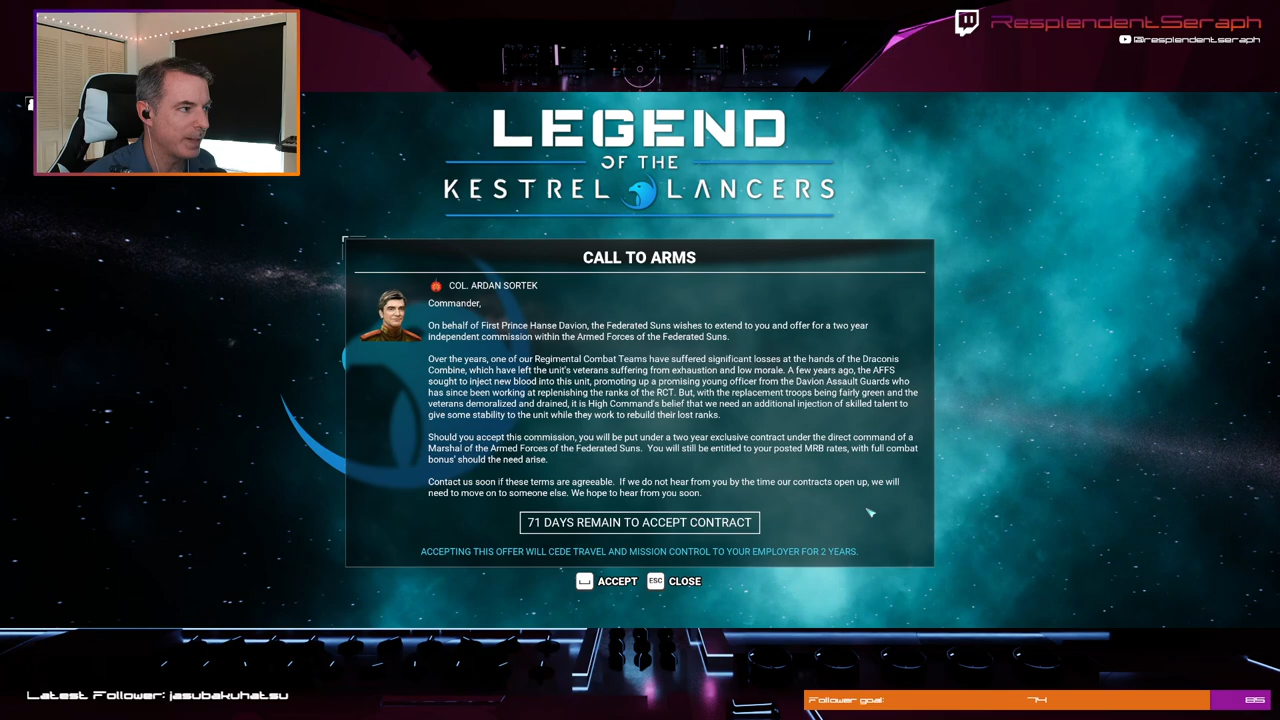 ResplendentSeraph
@resplendentseraph
LEGEND
OF THE
KESTREL LANCERS
CALL TO ARMS
COL. ARDAN SORTEK
Commander,
On behalf of First Prince Hanse Davion, the Federated Suns wishes to extend to you and offer for a two year
independent commission within the Armed Forces of the Federated Suns.
Over the years, one of our Regimental Combat Teams have suffered significant losses at the hands of the Draconis
Combine, which have left the unit's veterans suffering from exhaustion and low morale. A few years ago, the AFFS
sought to inject new blood into this unit, promoting up a promising young officer from the Davion Assault Guards who
has since been working at replenishing the ranks of the RCT. But, with the replacement troops being fairly green and the
veterans demoralized and drained, it is High Command's belief that we need an additional injection of skilled talent to
give some stability to the unit while they work to rebuild their lost ranks.
Should you accept this commission, you will be put under a two year exclusive contract under the direct command of a
Marshal of the Armed Forces of the Federated Suns. You will still be entitled to your posted MRB rates, with full combat
bonus' should the need arise.
Contact us soon if these terms are agreeable. If we do not hear from you by the time our contracts open up, we will
need to move on to someone else. We hope to hear from you soon.
71 DAYS REMAIN TO ACCEPT CONTRACT
ACCEPTING THIS OFFER WILL CEDE TRAVEL AND MISSION CONTROL TO YOUR EMPLOYER FOR 2 YEARS.
ACCEPT ESC CLOSE
Latest Follower: jasubakuhatsu
Follower goal: 74 85